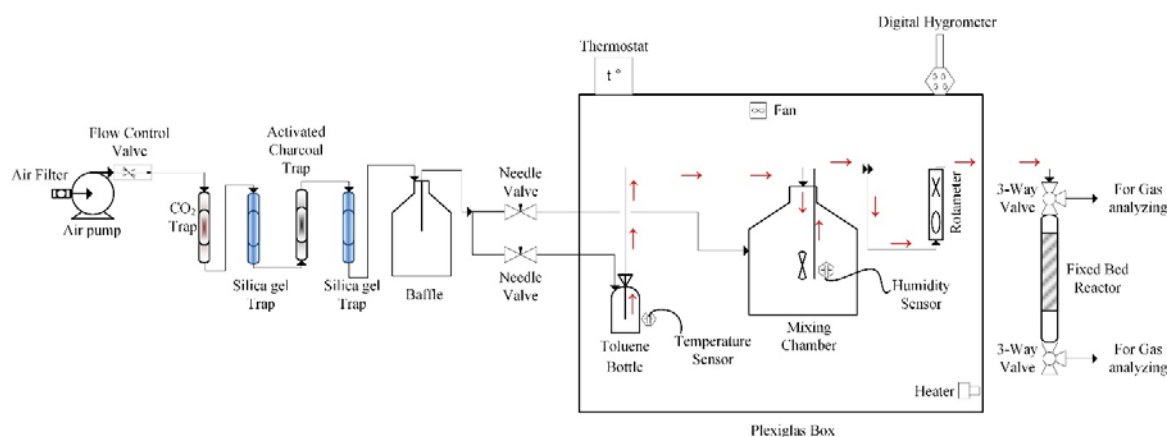 Digital Hygrometer
Thermostat
t°
Fan
Activated
Charcoal
Trap
Flow Control
Valve
Air Filter
Air pump
CO₂
Trap
Silica gel
Trap
Silica gel
Trap
Baffle
Needle
Valve
Needle
Valve
Toluene
Bottle
Temperature
Sensor
Mixing
Chamber
Humidity
Sensor
Rotameter
Heater
Plexiglas Box
3-Way
Valve
For Gas
analyzing
Fixed Bed
Reactor
3-Way
Valve
For Gas
analyzing